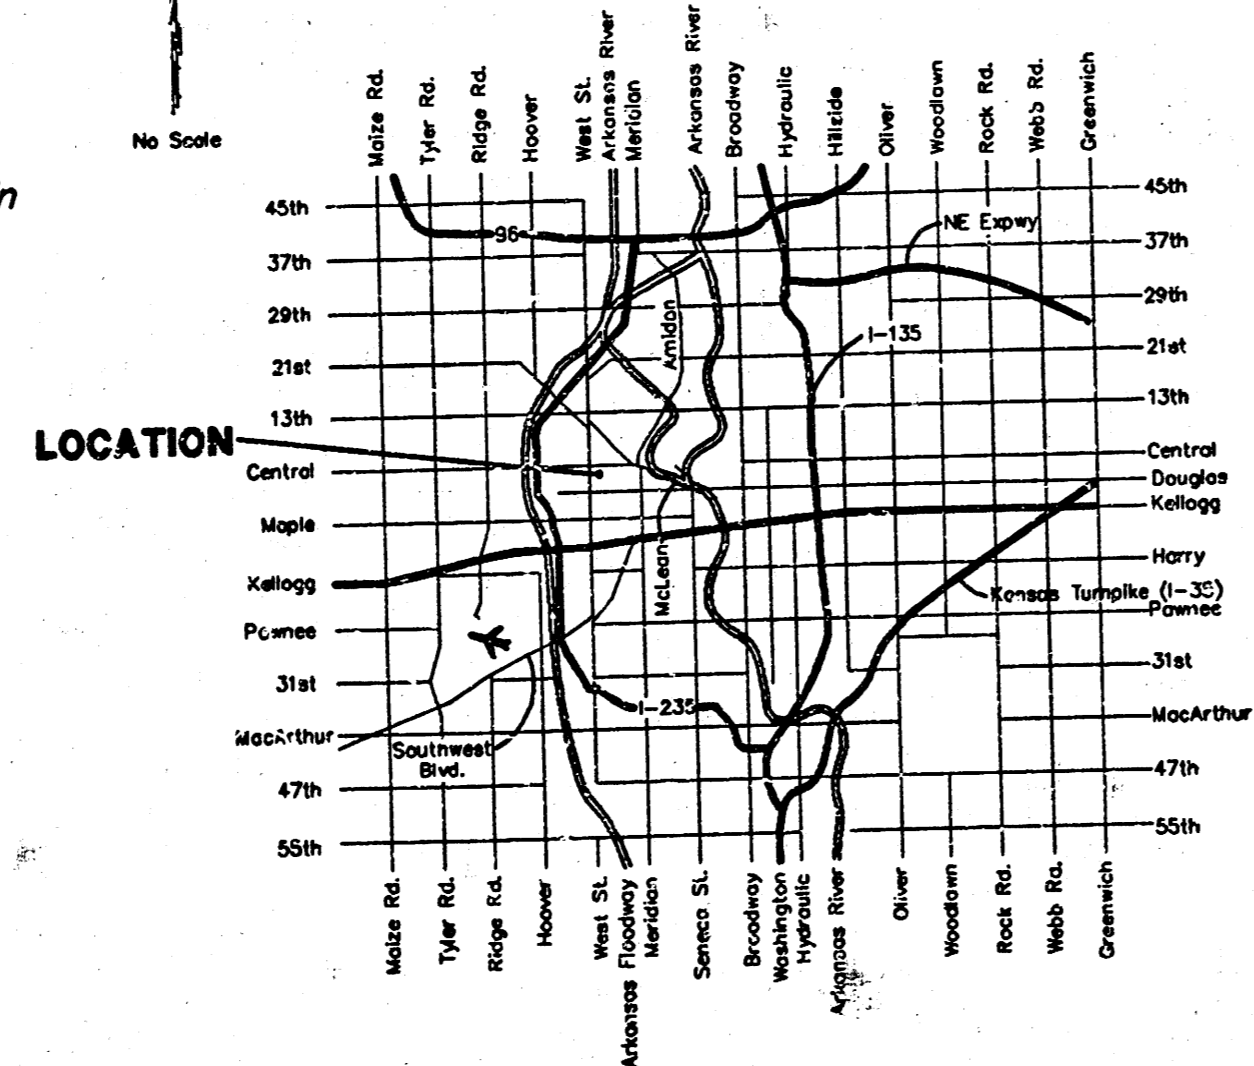 No Scale
n
Maize Rd.
Tyler Rd.
Ridge Rd.
Hoover
West St.
Arkansas River
Meridian
Arkansas River
Broadway
Hydraulic
Hillside
Oliver
Woodlawn
Rock Rd.
Webb Rd.
Greenwich
45th
45th
96
NE Expwy
37th
37th
29th
29th
Amidon
I-135
21st
21st
13th
13th
LOCATION
Central
Central
Douglas
Maple
Kellogg
McLean
Harry
Kellogg
Kansas Turnpike (I-35)
Pawnee
Pawnee
31st
31st
I-235
MacArthur
MacArthur
Southwest
Blvd.
47th
47th
55th
55th
Maize Rd.
Tyler Rd.
Ridge Rd.
Hoover
West St.
Arkansas Floodway
Meridian
Seneca St.
Broadway
Washington
Hydraulic
Arkansas River
Oliver
Woodlawn
Rock Rd.
Webb Rd.
Greenwich